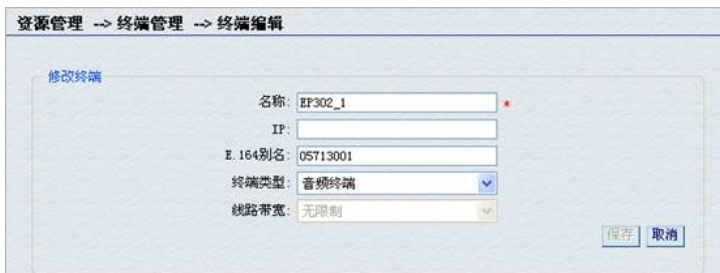 资源管理 --> 终端管理 --> 终端编辑
修改终端
名称: EP302_1 *
IP:
E.164别名: 05713001
终端类型: 音频终端
线路带宽: 无限制
保存 取消